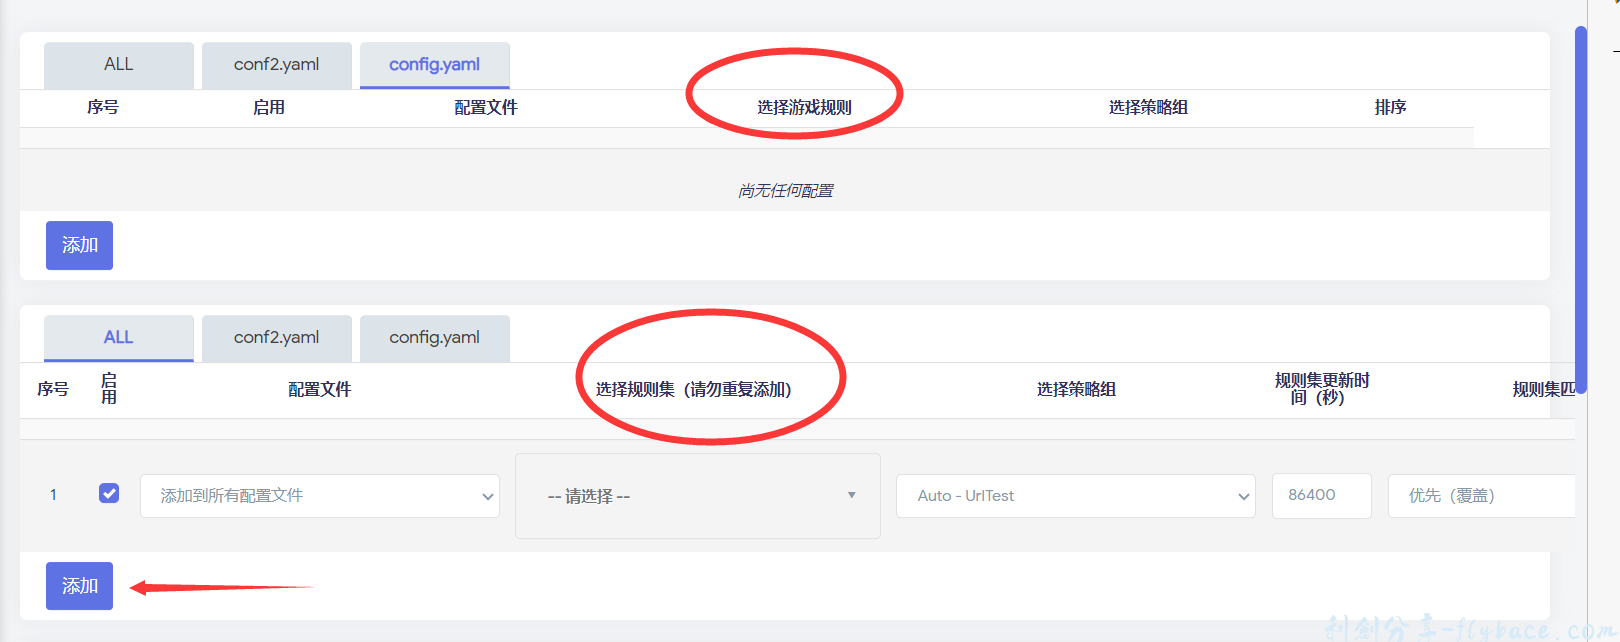 ALL conf2.yaml config.yaml
序号 启用 配置文件 选择游戏规则 选择策略组 排序
尚无任何配置
添加
ALL conf2.yaml config.yaml
序号 启用 配置文件 选择规则集（请勿重复添加） 选择策略组 规则集更新时间（秒） 规则集匹
1 添加到所有配置文件 -- 请选择 -- Auto - UrlTest 86400 优先（覆盖）
添加
利創分享-flybace.com